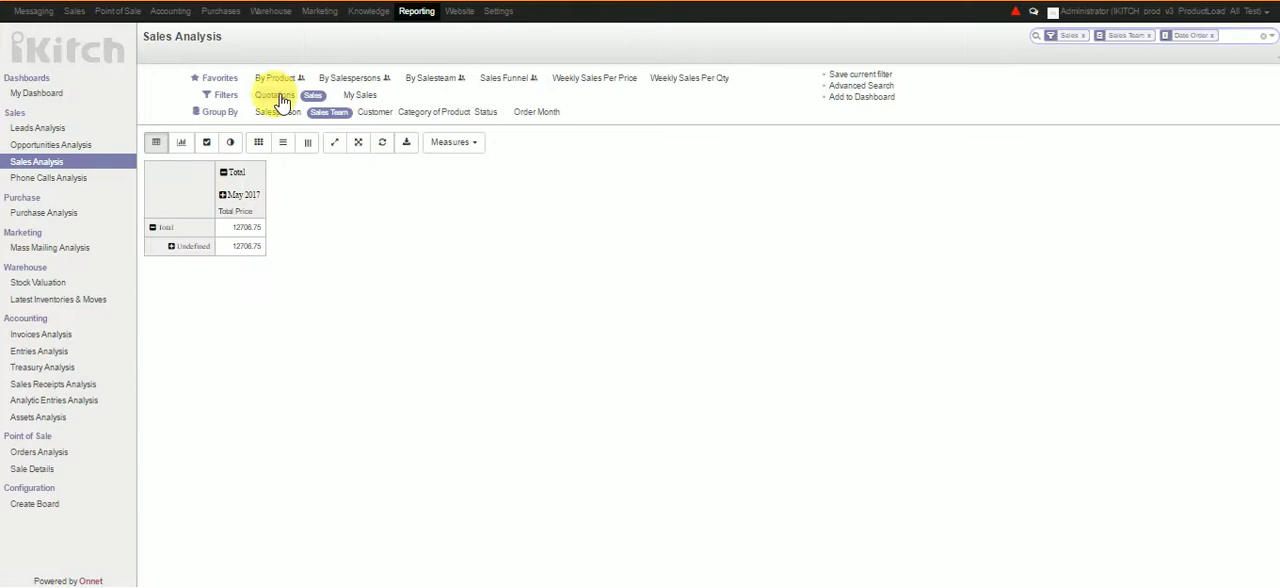 Messaging Sales Point of Sale Accounting Purchases Warehouse Marketing Knowledge Reporting Website Settings Administrator (IKITCH_prod_v3_ProductLoad_All_Test)
iKitch
Sales Analysis
Sales x Sales Team x Date Order x
Favorites By Product By Salespersons By Salesteam Sales Funnel Weekly Sales Per Price Weekly Sales Per Qty
Filters Quotations Sales My Sales
Group By Salesperson Sales Team Customer Category of Product Status Order Month
Save current filter
Advanced Search
Add to Dashboard
Measures
Total
May 2017
Total Price
Total 12706.75
Undefined 12706.75
Dashboards
My Dashboard
Sales
Leads Analysis
Opportunities Analysis
Sales Analysis
Phone Calls Analysis
Purchase
Purchase Analysis
Marketing
Mass Mailing Analysis
Warehouse
Stock Valuation
Latest Inventories & Moves
Accounting
Invoices Analysis
Entries Analysis
Treasury Analysis
Sales Receipts Analysis
Analytic Entries Analysis
Assets Analysis
Point of Sale
Orders Analysis
Sale Details
Configuration
Create Board
Powered by Onnet